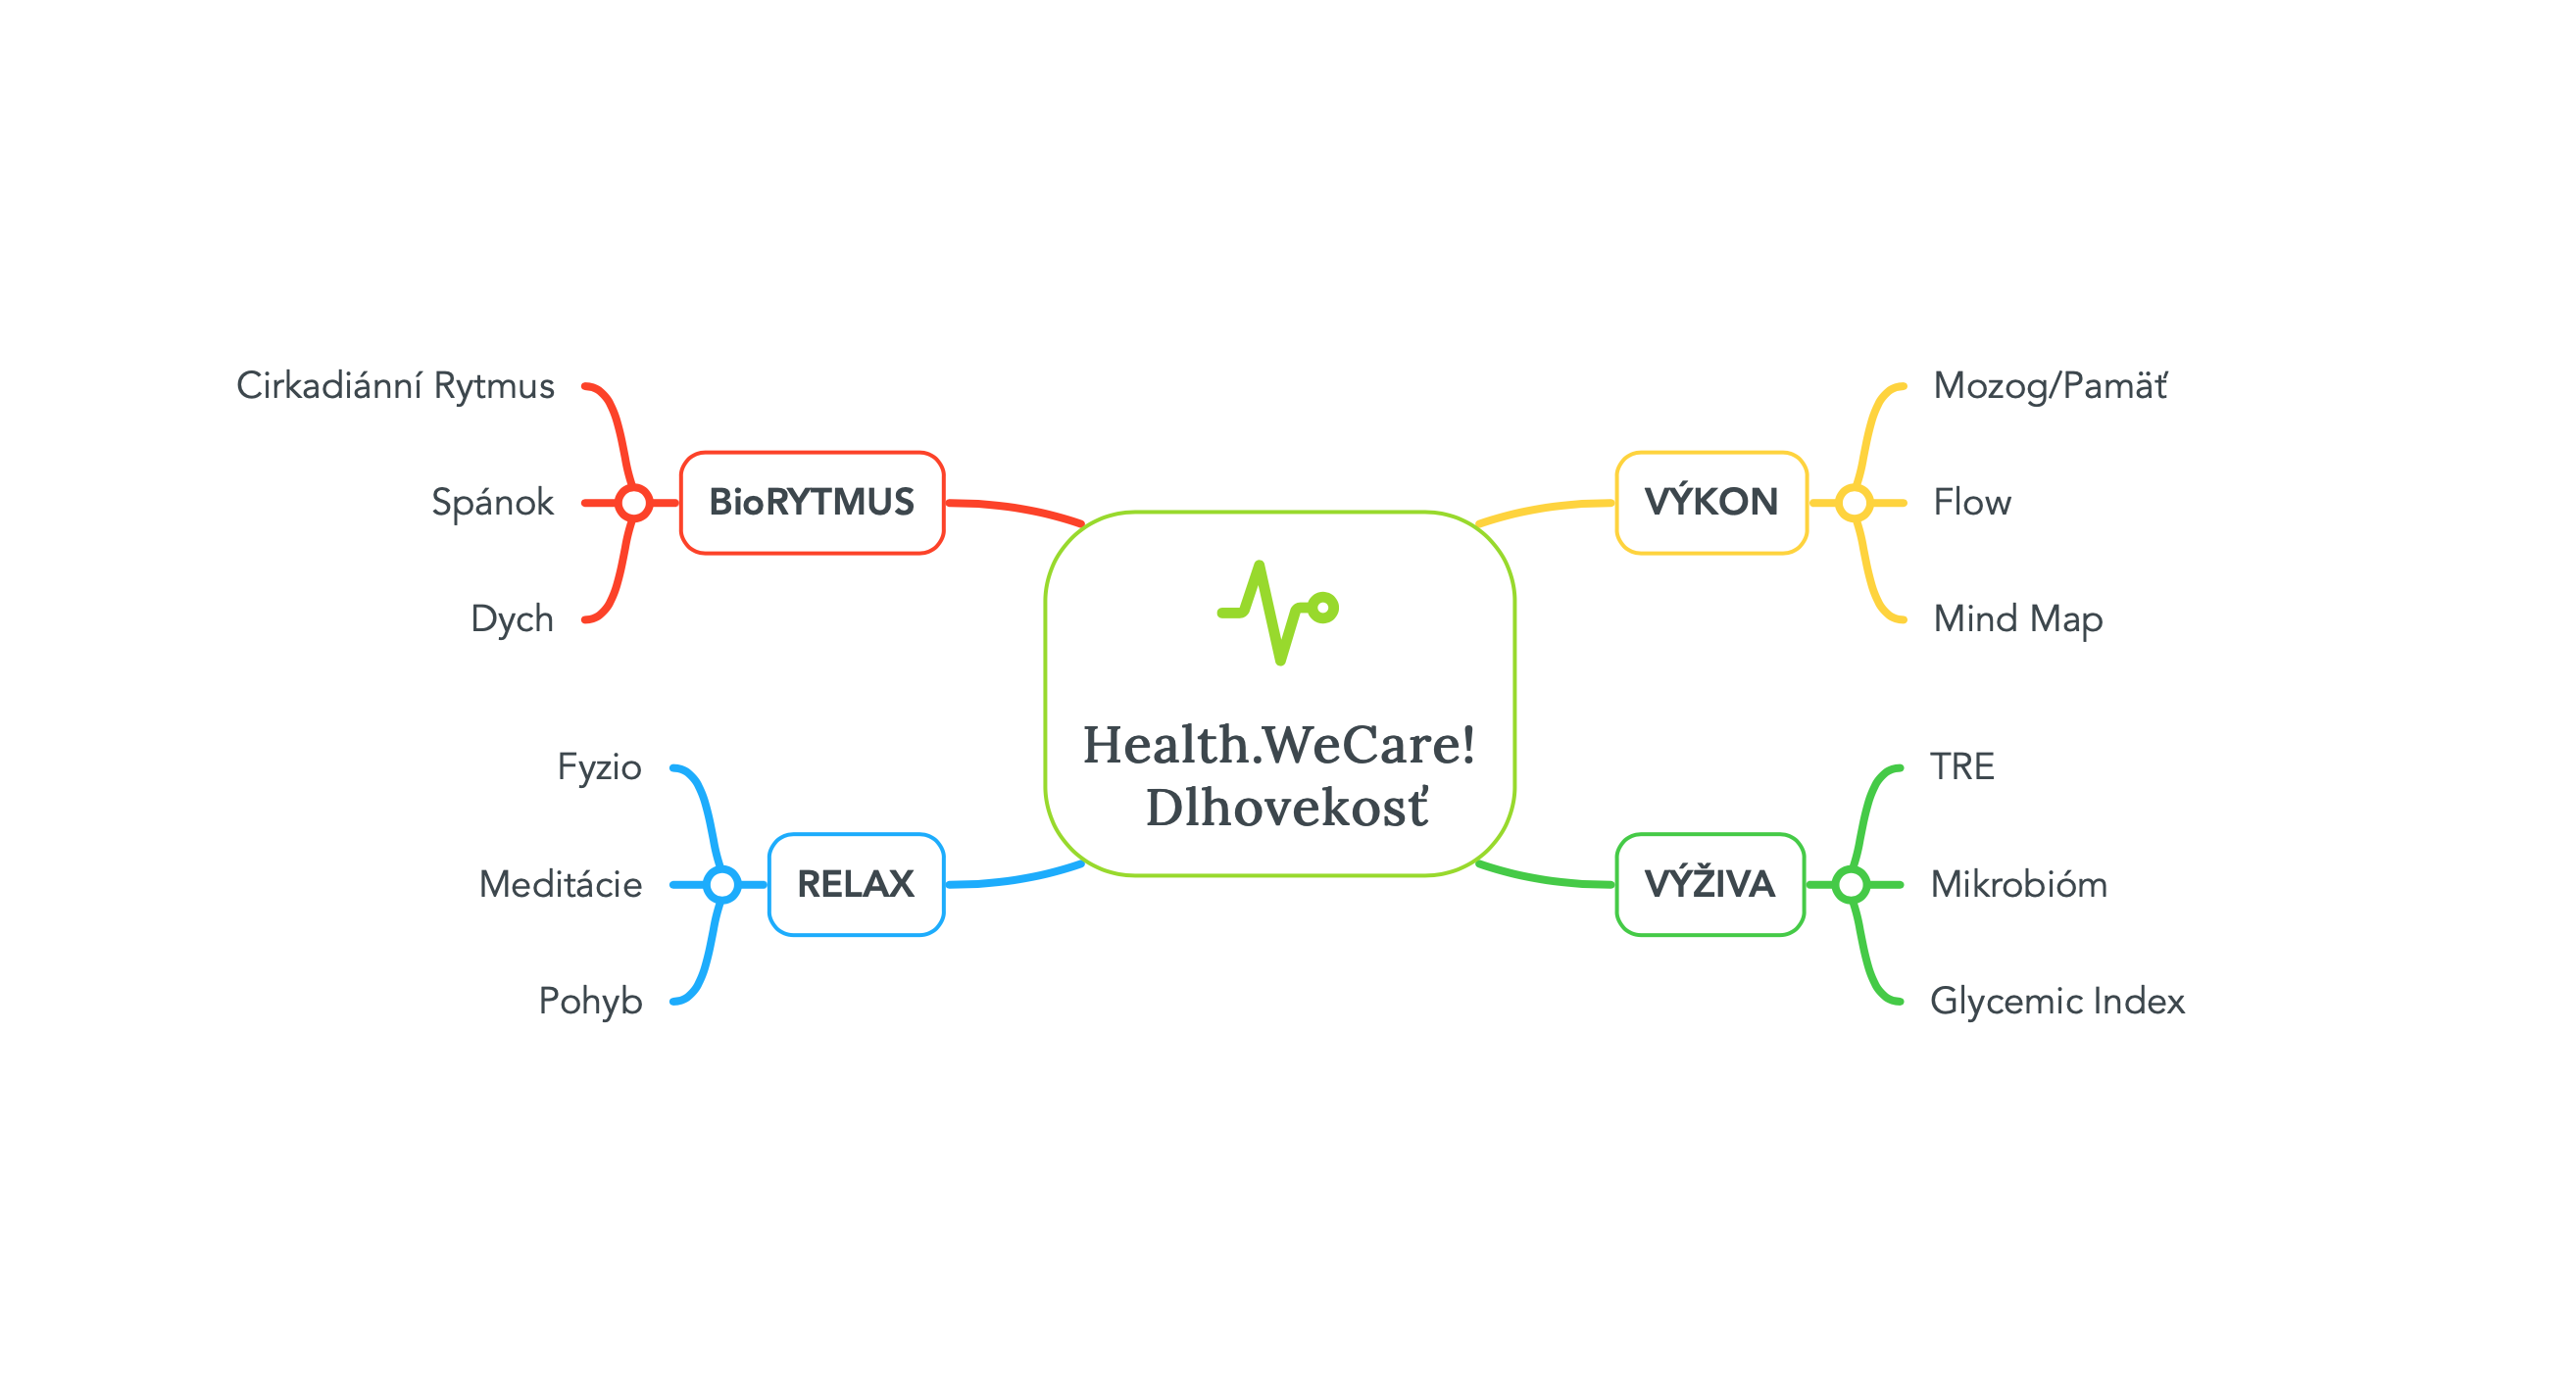 Health.WeCare!
Dlhovekosť
BioRYTMUS
Cirkadiánní Rytmus
Spánok
Dych
RELAX
Fyzio
Meditácie
Pohyb
VÝKON
Mozog/Pamäť
Flow
Mind Map
VÝŽIVA
TRE
Mikrobióm
Glycemic Index